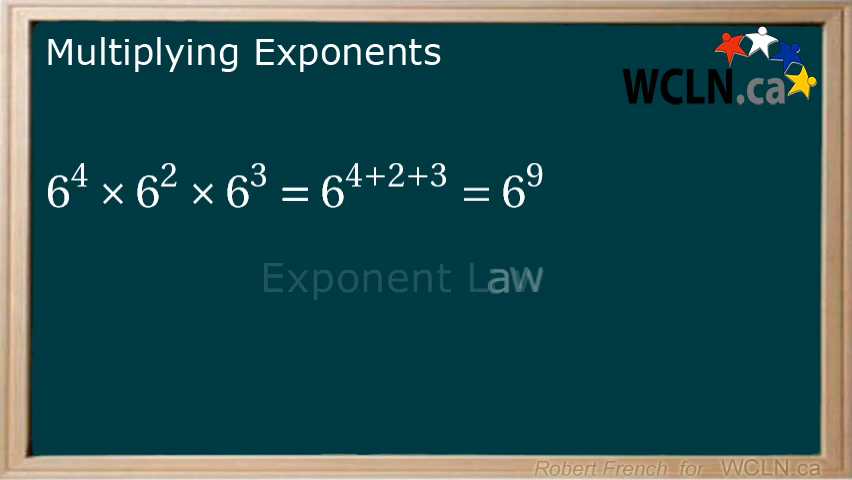 Multiplying Exponents
WCLN.ca
6⁴ × 6² × 6³ = 6⁴⁺²⁺³ = 6⁹
Exponent Law
Robert French for WCLN.ca